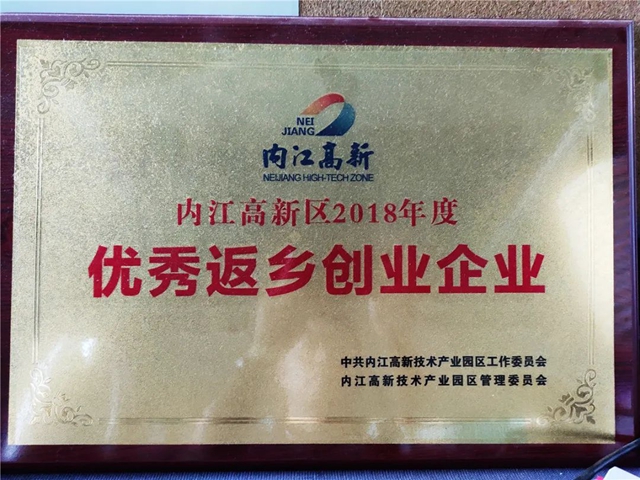 NEI
JIANG
内江高新
NEIJIANG HIGH-TECH ZONE
内江高新区2018年度
优秀返乡创业企业
中共内江高新技术产业园区工作委员会
内江高新技术产业园区管理委员会